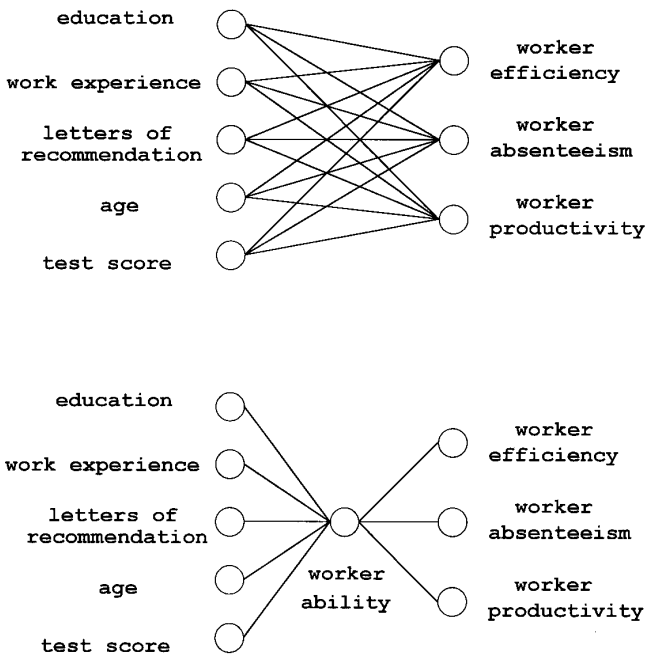 education
work experience
letters of
recommendation
age
test score
worker
efficiency
worker
absenteeism
worker
productivity
education
work experience
letters of
recommendation
age
test score
worker
ability
worker
efficiency
worker
absenteeism
worker
productivity